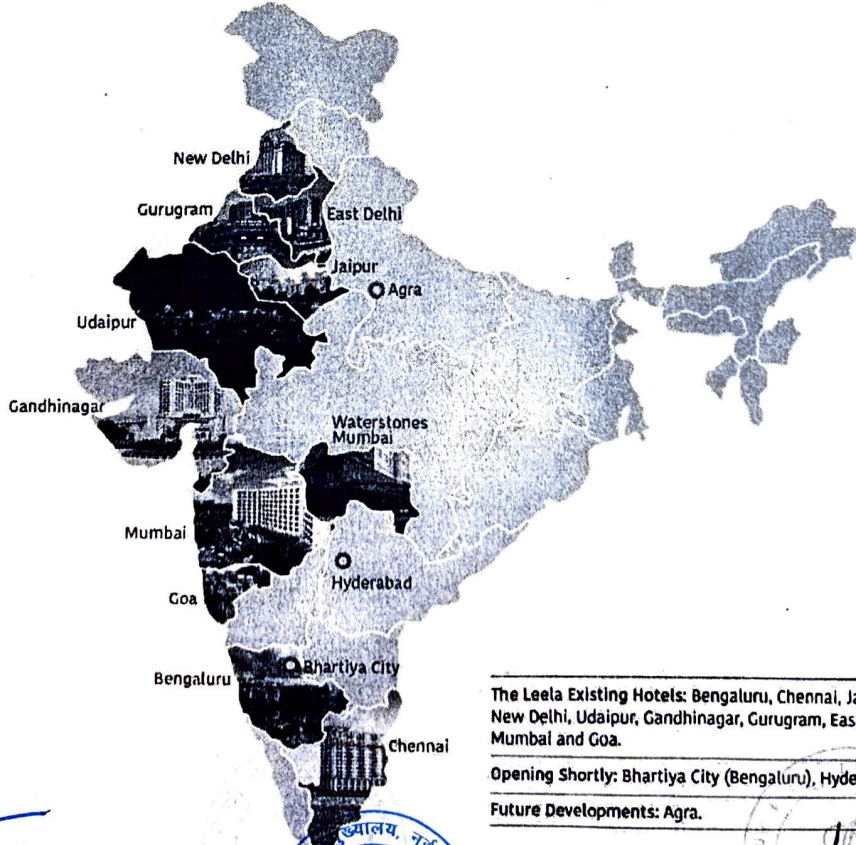 New Delhi
Gurugram
East Delhi
Jaipur
Agra
Udaipur
Gandhinagar
Waterstones
Mumbai
Mumbai
Hyderabad
Goa
Bhartiya City
Bengaluru
Chennai
The Leela Existing Hotels: Bengaluru, Chennai,
New Delhi, Udaipur, Gandhinagar, Gurugram,
Mumbai and Goa.
Opening Shortly: Bhartiya City (Bengaluru),
Future Developments: Agra.